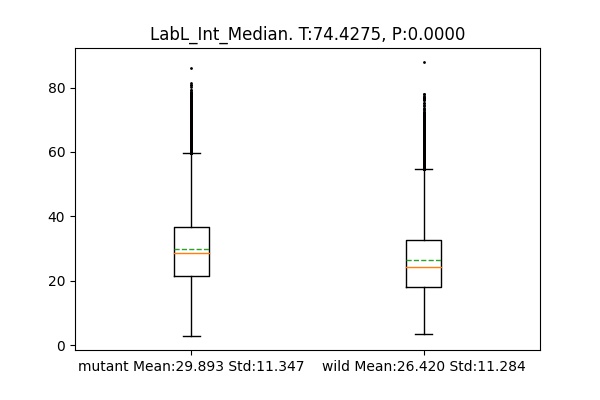 LabL_Int_Median. T:74.4275, P:0.0000
80
60
40
20
0
mutant Mean:29.893 Std:11.347 wild Mean:26.420 Std:11.284